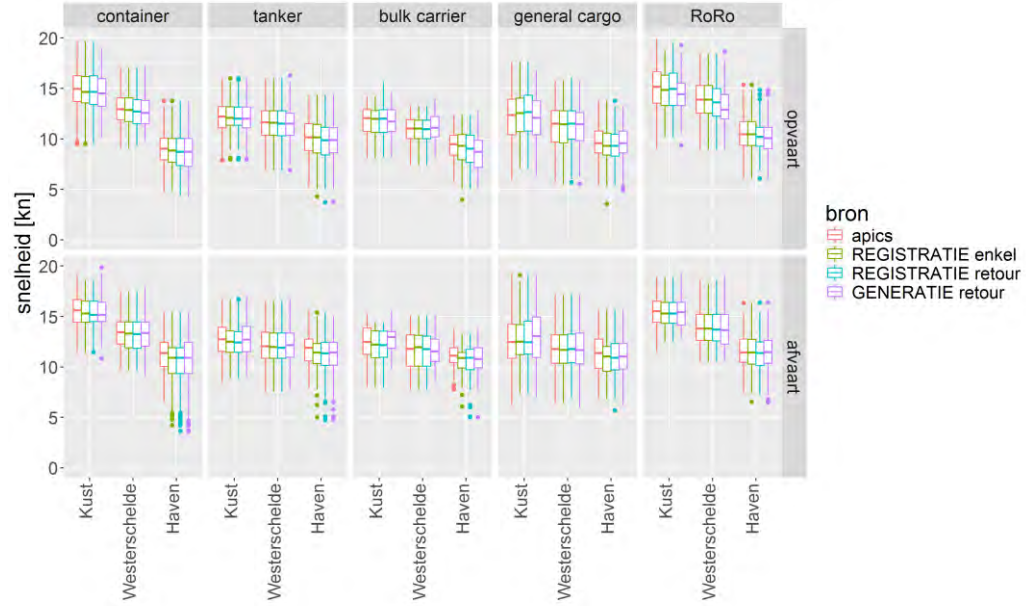 container tanker bulk carrier general cargo RoRo
snelheid [kn]
20
15
10
5
0
opvaart
20
15
10
5
0
afvaart
bron
apics
REGISTRATIE enkel
REGISTRATIE retour
GENERATIE retour
Kust Westerschelde Haven Kust Westerschelde Haven Kust Westerschelde Haven Kust Westerschelde Haven Kust Westerschelde Haven